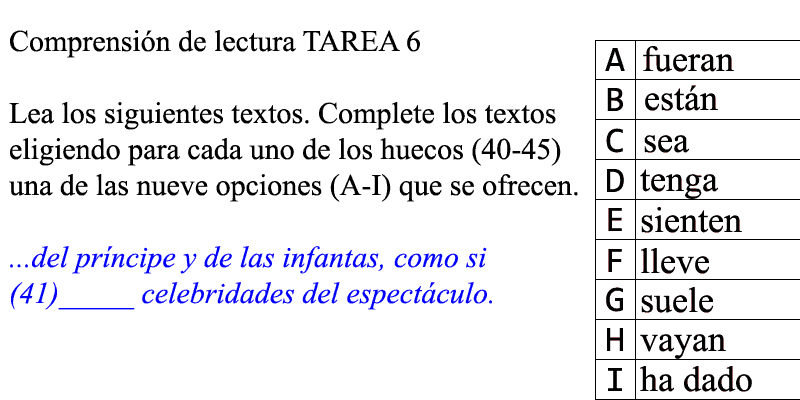 Comprensión de lectura TAREA 6
Lea los siguientes textos. Complete los textos
eligiendo para cada uno de los huecos (40-45)
una de las nueve opciones (A-I) que se ofrecen.
...del príncipe y de las infantas, como si
(41)_____ celebridades del espectáculo.
A fueran
B están
C sea
D tenga
E sienten
F lleve
G suele
H vayan
I ha dado